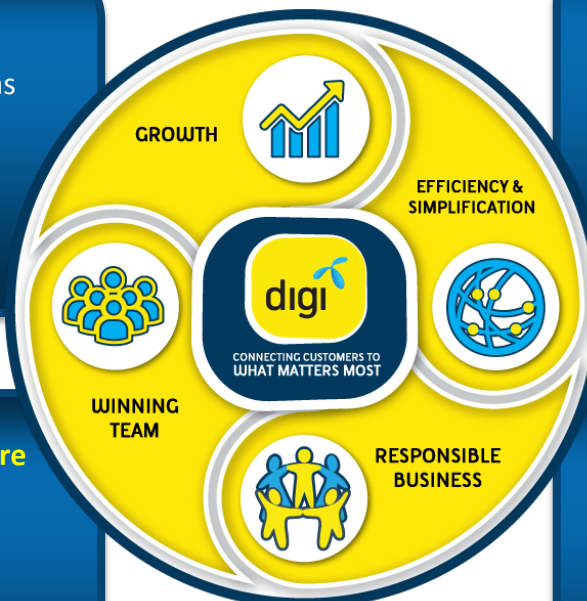 GROWTH
EFFICIENCY &
SIMPLIFICATION
digi
CONNECTING CUSTOMERS TO
WHAT MATTERS MOST
WINNING
TEAM
RESPONSIBLE
BUSINESS